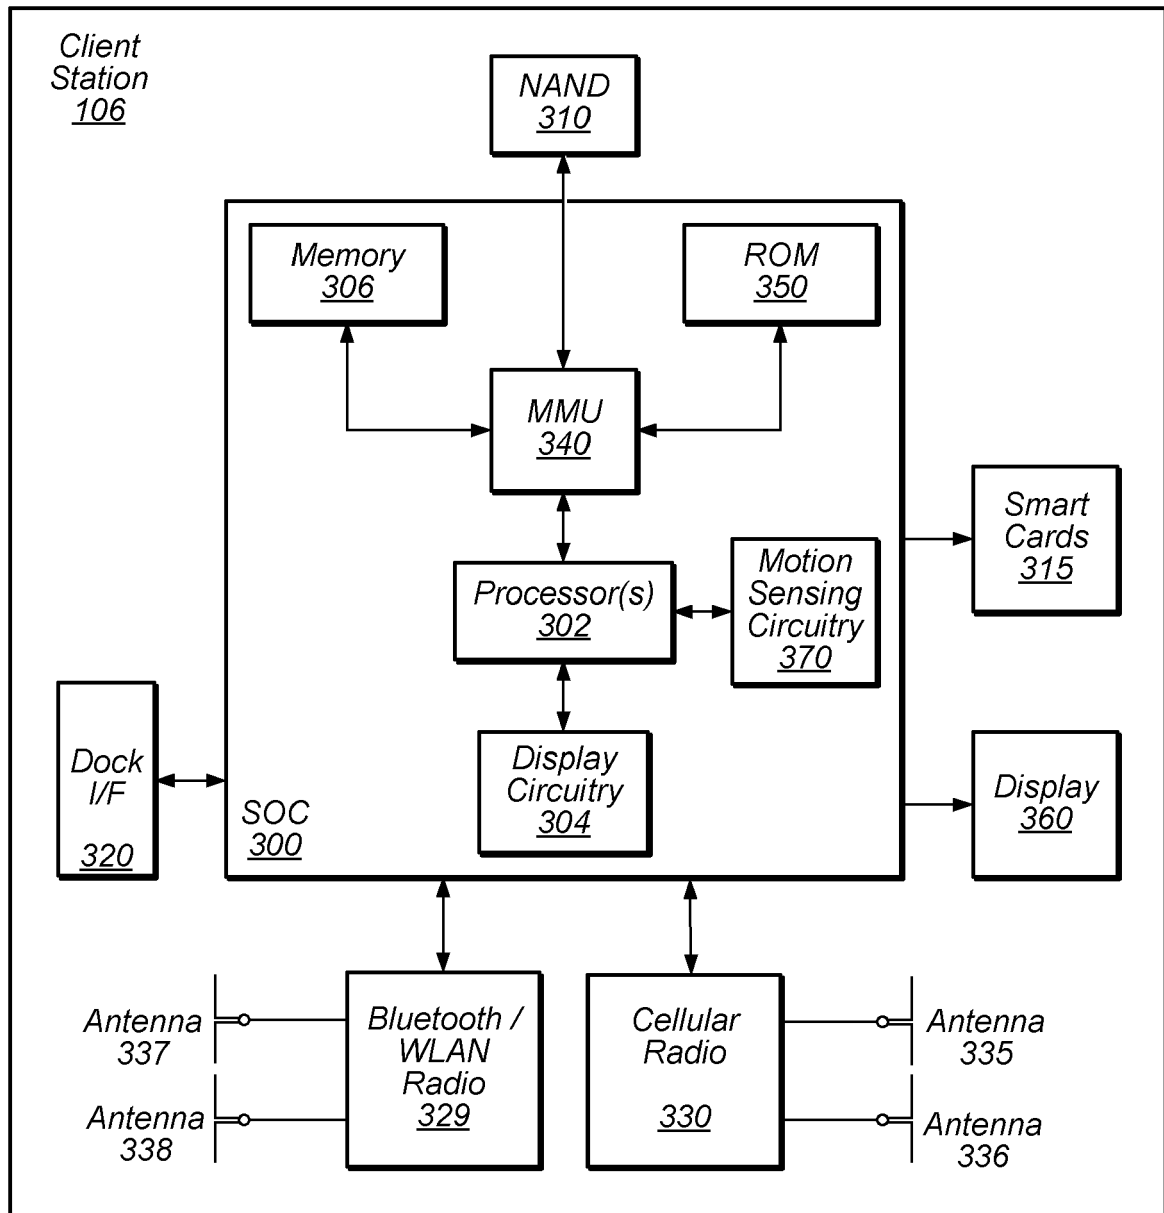 Client
Station
106
NAND
310
Memory
306
ROM
350
MMU
340
Smart
Cards
315
Processor(s)
302
Motion
Sensing
Circuitry
370
Dock
I/F
320
Display
Circuitry
304
SOC
300
Display
360
Antenna
337
Antenna
338
Bluetooth /
WLAN
Radio
329
Cellular
Radio
330
Antenna
335
Antenna
336